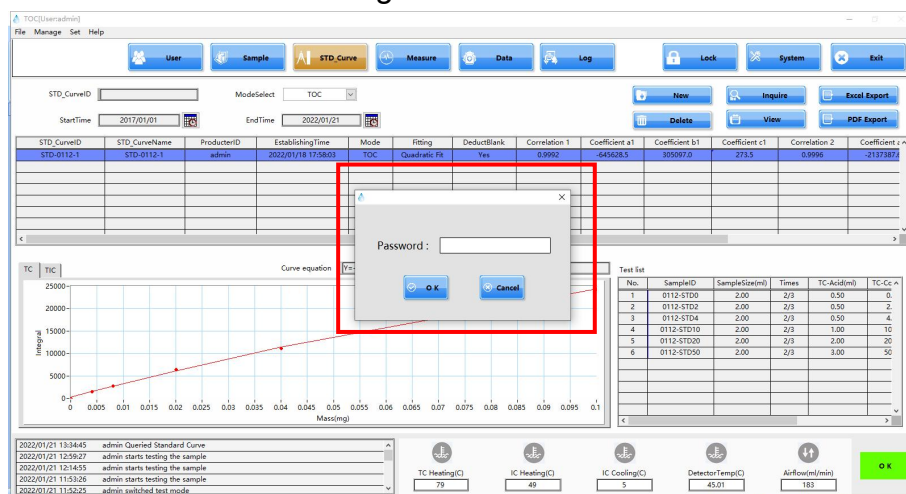 TOC[User:admin]
File Manage Set Help
User Sample STD_Curve Measure Data Log Lock System Exit
STD_CurveID ModeSelect TOC New Inquire Excel Export
StartTime 2017/01/01 EndTime 2022/01/21 Delete View PDF Export
STD_CurveID STD_CurveName ProducterID EstablishingTime Mode Fitting DeductBlank Correlation 1 Coefficient a1 Coefficient b1 Coefficient c1 Correlation 2 Coefficient
STD-0112-1 STD-0112-1 admin 2022/01/18 17:58:03 TOC Quadratic Fit Yes 0.9992 -645628.5 305097.0 273.5 0.9996 -2137387.
Password :
O K Cancel
TC TIC Curve equation Y=- Test list
No. SampleID SampleSize(ml) Times TC-Acid(ml) TC-Cc
1 0112-STD0 2.00 2/3 0.50 0.
2 0112-STD2 2.00 2/3 0.50 2.
3 0112-STD4 2.00 2/3 0.50 4.
4 0112-STD10 2.00 2/3 1.00 10
5 0112-STD20 2.00 2/3 2.00 20
6 0112-STD50 2.00 2/3 3.00 50
Integral
25000
20000
15000
10000
5000
0
0 0.005 0.01 0.015 0.02 0.025 0.03 0.035 0.04 0.045 0.05 0.055 0.06 0.065 0.07 0.075 0.08 0.085 0.09 0.095 0.1
Mass(mg)
2022/01/21 13:34:45 admin Queried Standard Curve
2022/01/21 12:59:27 admin starts testing the sample
2022/01/21 12:14:55 admin starts testing the sample
2022/01/21 11:53:26 admin starts testing the sample
2022/01/21 11:52:25 admin switched test mode
TC Heating(C) IC Heating(C) IC Cooling(C) DetectorTemp(C) Airflow(ml/min)
79 49 5 45.01 183
O K